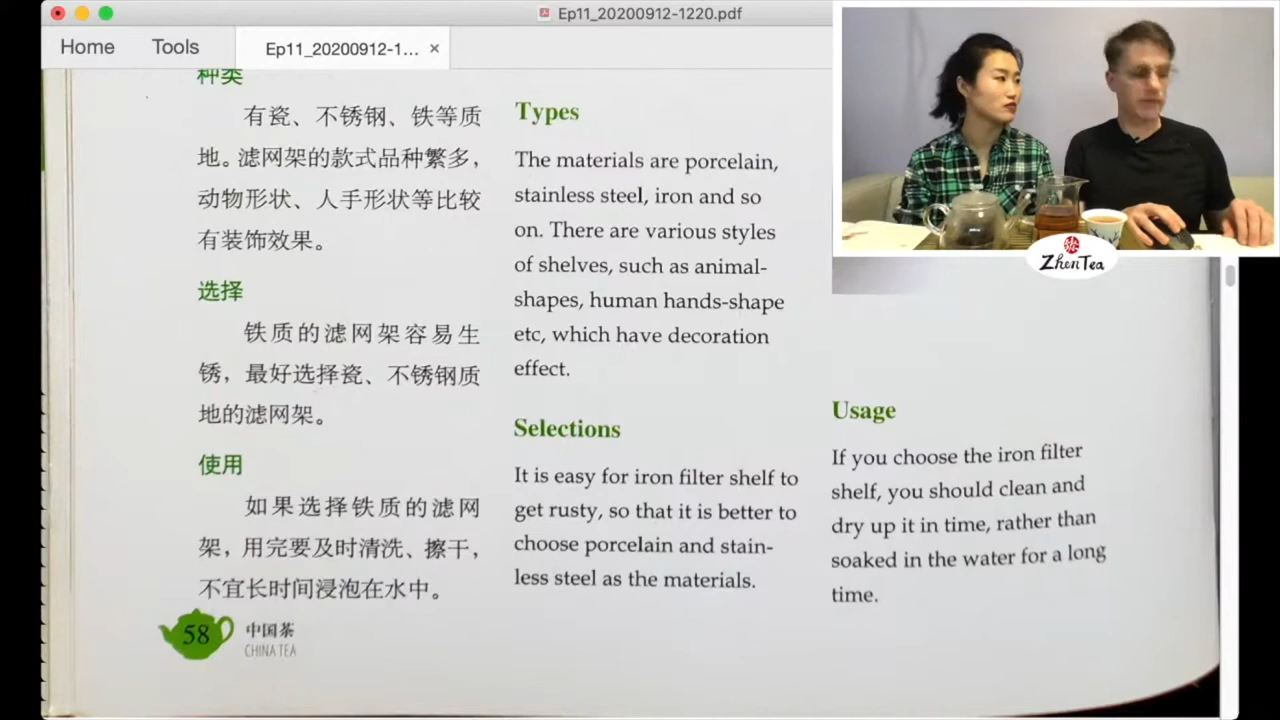 Ep11_20200912-1220.pdf
Home
Tools
Ep11_20200912-1...
×
种类
有瓷、不锈钢、铁等质
地。滤网架的款式品种繁多，
动物形状、人手形状等比较
有装饰效果。
选择
铁质的滤网架容易生
锈，最好选择瓷、不锈钢质
地的滤网架。
使用
如果选择铁质的滤网
架，用完要及时清洗、擦干，
不宜长时间浸泡在水中。
58
中国茶
CHINA TEA
Types
The materials are porcelain,
stainless steel, iron and so
on. There are various styles
of shelves, such as animal-
shapes, human hands-shape
etc, which have decoration
effect.
Selections
It is easy for iron filter shelf to
get rusty, so that it is better to
choose porcelain and stain-
less steel as the materials.
Usage
If you choose the iron filter
shelf, you should clean and
dry up it in time, rather than
soaked in the water for a long
time.
ZhenTea